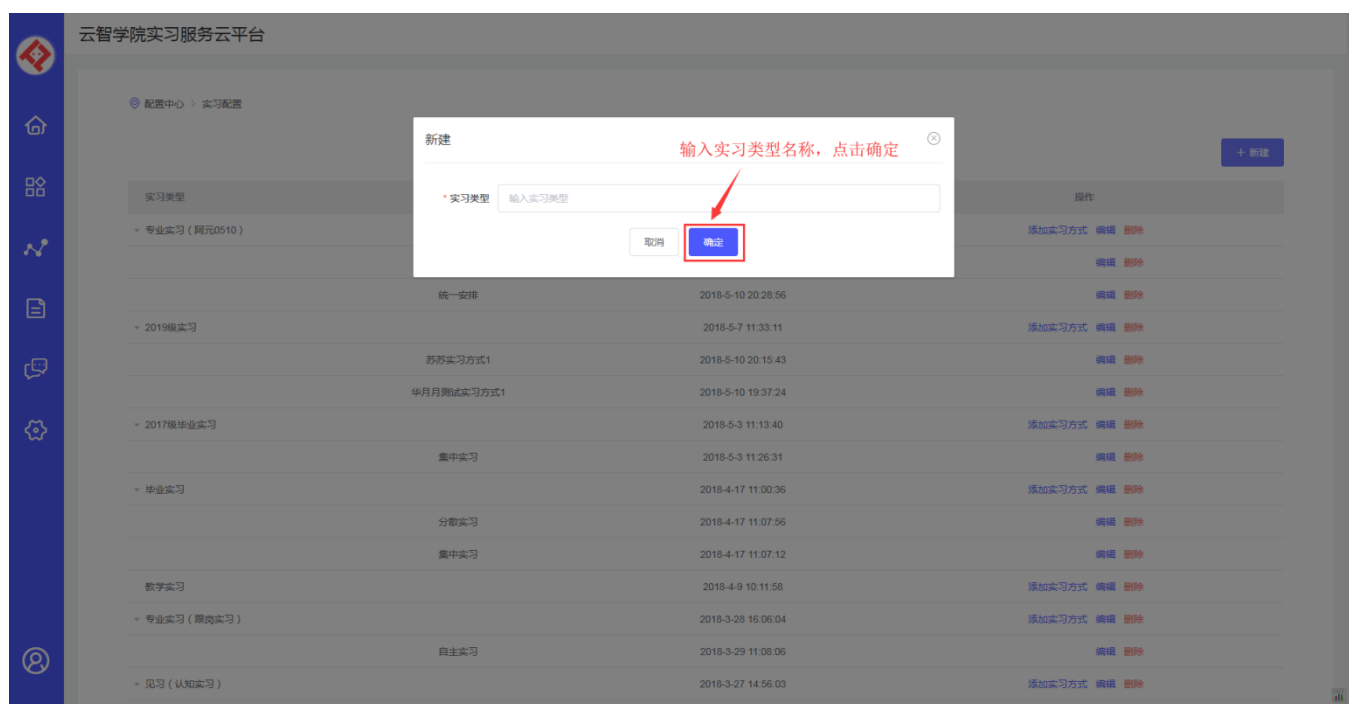 云智学院实习服务云平台
配置中心 > 实习配置
新建
输入实习类型名称，点击确定
+ 新建
* 实习类型 输入实习类型
取消 确定
实习类型 操作
专业实习（阿元0510） 添加实习方式 编辑 删除
编辑 删除
统一安排 2018-5-10 20:28:56 编辑 删除
2019级实习 2018-5-7 11:33:11 添加实习方式 编辑 删除
苏苏实习方式1 2018-5-10 20:15:43 编辑 删除
华月月测试实习方式1 2018-5-10 19:37:24 编辑 删除
2017级毕业实习 2018-5-3 11:13:40 添加实习方式 编辑 删除
集中实习 2018-5-3 11:26:31 编辑 删除
毕业实习 2018-4-17 11:00:36 添加实习方式 编辑 删除
分散实习 2018-4-17 11:07:56 编辑 删除
集中实习 2018-4-17 11:07:12 编辑 删除
教学实习 2018-4-9 10:11:58 添加实习方式 编辑 删除
专业实习（跟岗实习） 2018-3-28 16:06:04 添加实习方式 编辑 删除
自主实习 2018-3-29 11:08:06 编辑 删除
见习（认知实习） 2018-3-27 14:56:03 添加实习方式 编辑 删除